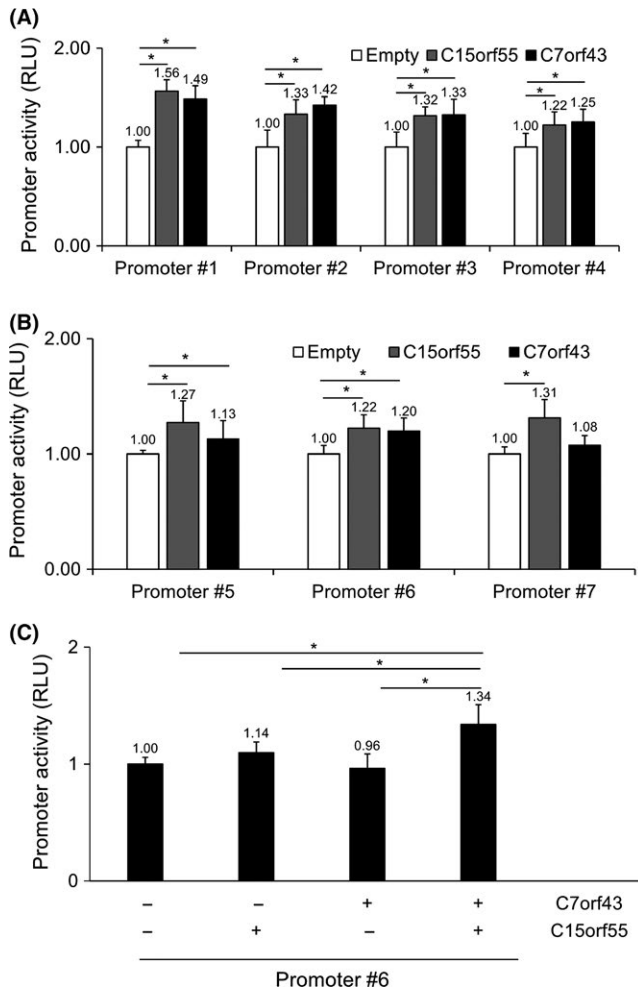 (A)
Promoter activity (RLU)
2.00
1.00
0.00
Empty C15orf55 C7orf43
* * * * * * * *
1.00 1.56 1.49 1.00 1.33 1.42 1.00 1.32 1.33 1.00 1.22 1.25
Promoter #1 Promoter #2 Promoter #3 Promoter #4
(B)
Promoter activity (RLU)
2.00
1.00
0.00
Empty C15orf55 C7orf43
* * * * *
1.00 1.27 1.13 1.00 1.22 1.20 1.00 1.31 1.08
Promoter #5 Promoter #6 Promoter #7
(C)
Promoter activity (RLU)
2
1
0
*
*
*
1.00 1.14 0.96 1.34
– – + + C7orf43
– + – + C15orf55
Promoter #6